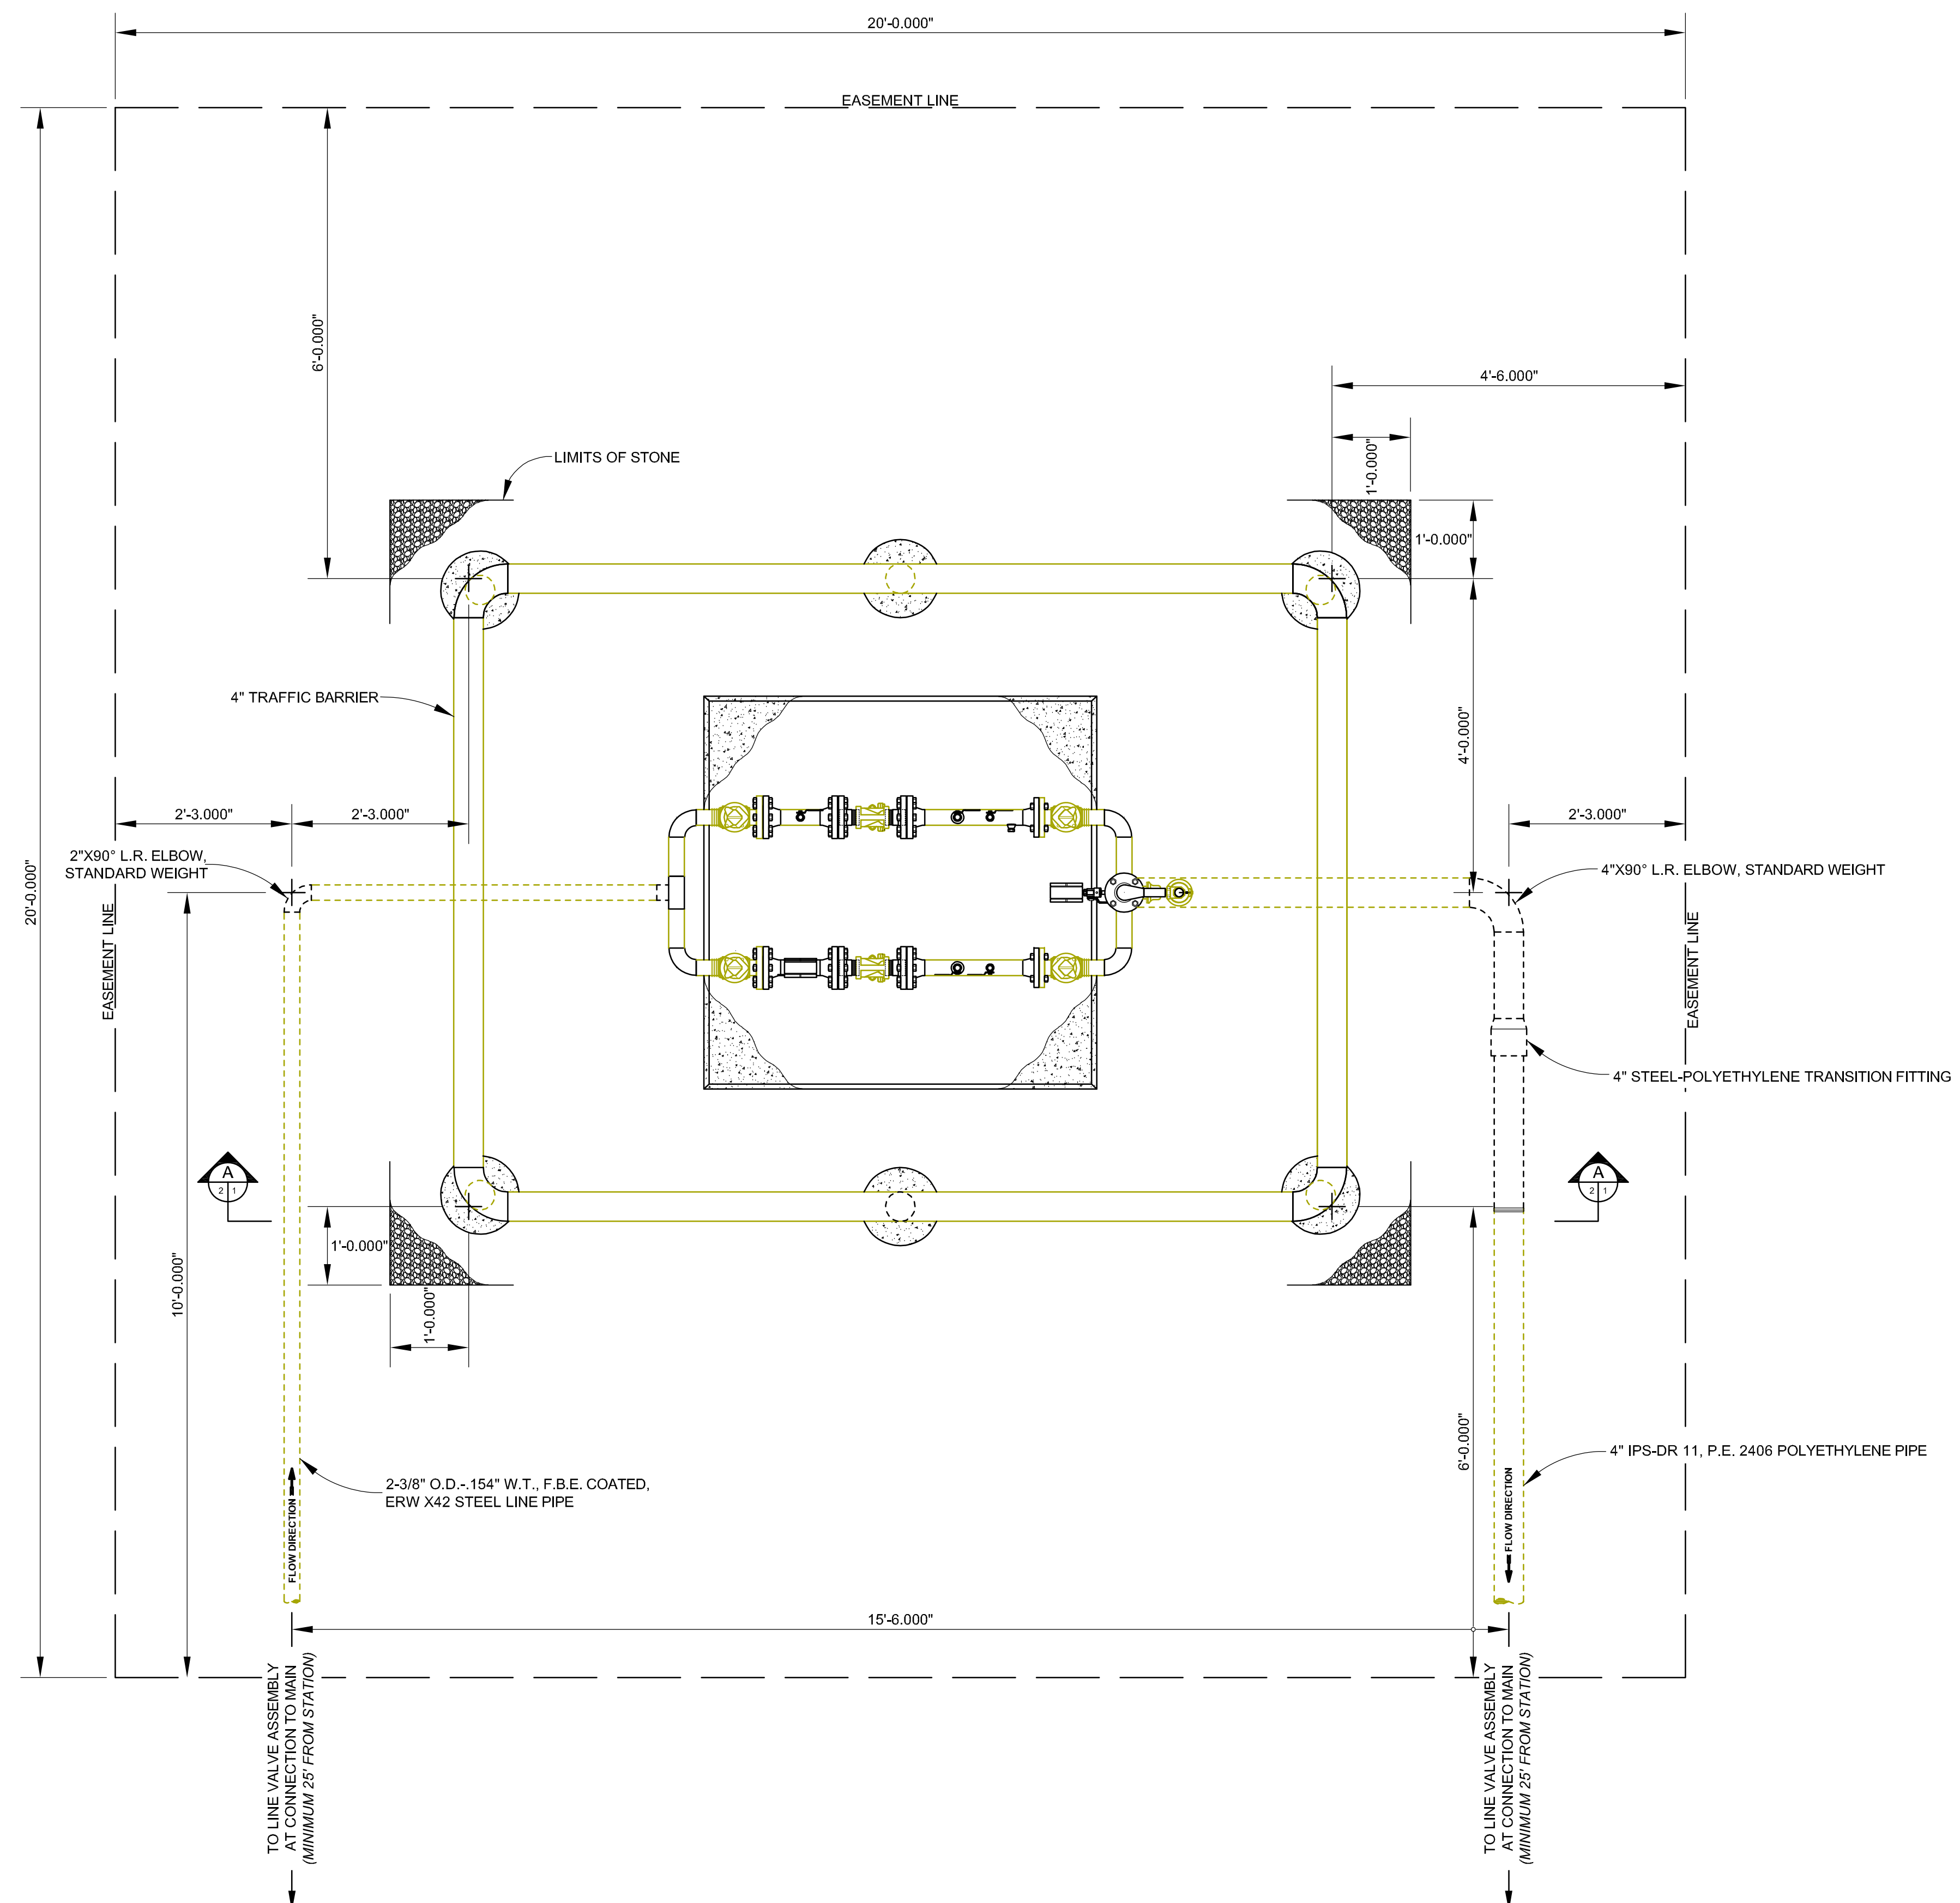 20'-0.000"
EASEMENT LINE
6'-0.000"
4'-6.000"
1'-0.000"
LIMITS OF STONE
1'-0.000"
4" TRAFFIC BARRIER
4'-0.000"
2'-3.000"
2'-3.000"
2'-3.000"
2"X90° L.R. ELBOW,
STANDARD WEIGHT
4"X90° L.R. ELBOW, STANDARD WEIGHT
20'-0.000"
EASEMENT LINE
EASEMENT LINE
4" STEEL-POLYETHYLENE TRANSITION FITTING
A
2 1
A
2 1
1'-0.000"
10'-0.000"
1'-0.000"
6'-0.000"
4" IPS-DR 11, P.E. 2406 POLYETHYLENE PIPE
2-3/8" O.D.-.154" W.T., F.B.E. COATED,
ERW X42 STEEL LINE PIPE
FLOW DIRECTION
FLOW DIRECTION
15'-6.000"
TO LINE VALVE ASSEMBLY
AT CONNECTION TO MAIN
(MINIMUM 25' FROM STATION)
TO LINE VALVE ASSEMBLY
AT CONNECTION TO MAIN
(MINIMUM 25' FROM STATION)